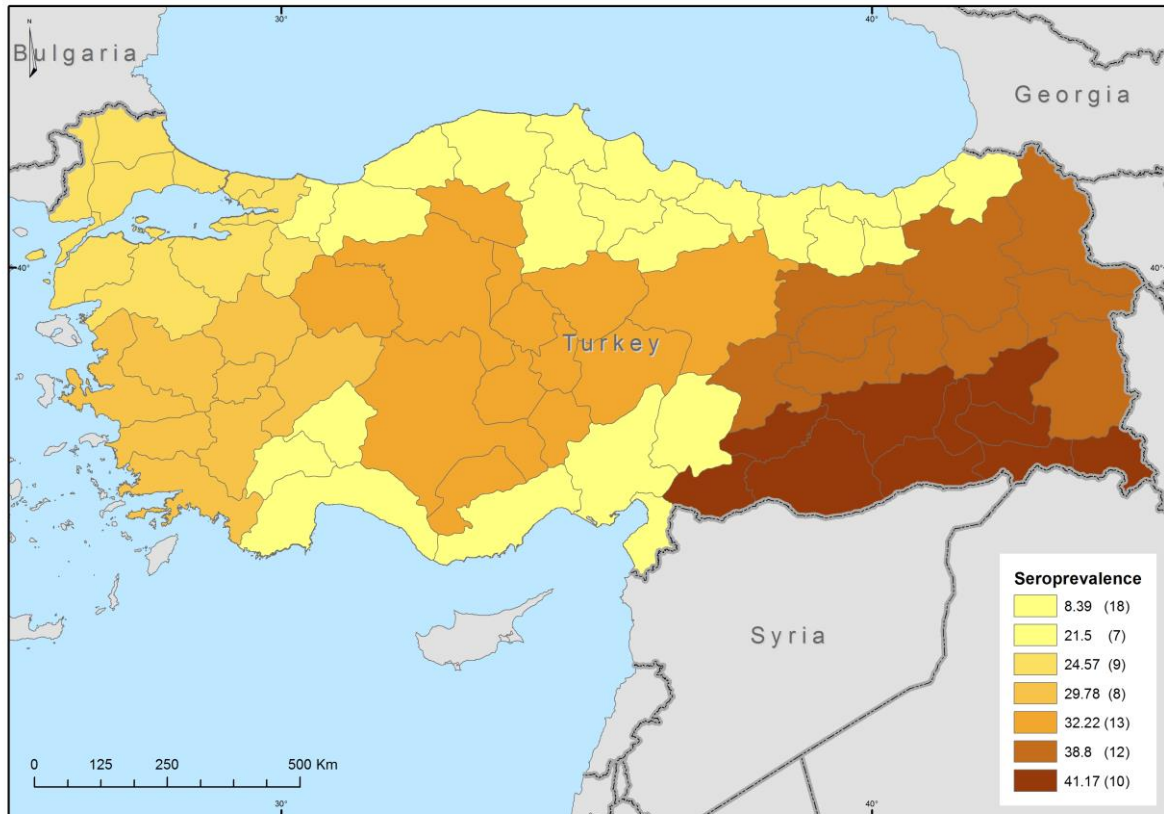 30°
40°
N
Bulgaria
Georgia
40°
40°
Turkey
Syria
Seroprevalence
8.39 (18)
21.5 (7)
24.57 (9)
29.78 (8)
32.22 (13)
38.8 (12)
41.17 (10)
0 125 250 500 Km
30°
40°